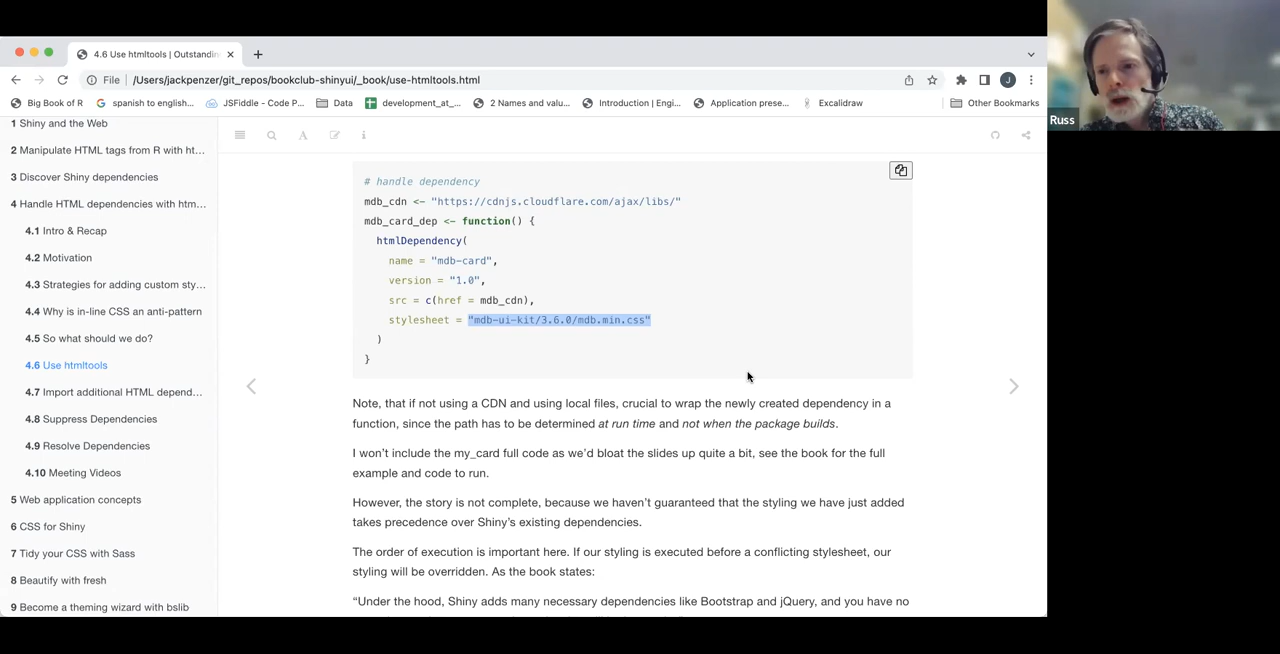 4.6 Use htmltools | Outstandin
File
/Users/jackpenzer/git_repos/bookclub-shinyui/_book/use-htmltools.html
J
Big Book of R
spanish to english...
JSFiddle - Code P...
Data
development_at_...
2 Names and valu...
Introduction | Engi...
Application prese...
Excalidraw
Other Bookmarks
Russ
1 Shiny and the Web
2 Manipulate HTML tags from R with ht...
3 Discover Shiny dependencies
4 Handle HTML dependencies with htm...
4.1 Intro & Recap
4.2 Motivation
4.3 Strategies for adding custom sty...
4.4 Why is in-line CSS an anti-pattern
4.5 So what should we do?
4.6 Use htmltools
4.7 Import additional HTML depend...
4.8 Suppress Dependencies
4.9 Resolve Dependencies
4.10 Meeting Videos
5 Web application concepts
6 CSS for Shiny
7 Tidy your CSS with Sass
8 Beautify with fresh
9 Become a theming wizard with bslib
# handle dependency
mdb_cdn <- "https://cdnjs.cloudflare.com/ajax/libs/"
mdb_card_dep <- function() {
htmlDependency(
name = "mdb-card",
version = "1.0",
src = c(href = mdb_cdn),
stylesheet = "mdb-ui-kit/3.6.0/mdb.min.css"
)
}
Note, that if not using a CDN and using local files, crucial to wrap the newly created dependency in a
function, since the path has to be determined at run time and not when the package builds.
I won't include the my_card full code as we'd bloat the slides up quite a bit, see the book for the full
example and code to run.
However, the story is not complete, because we haven't guaranteed that the styling we have just added
takes precedence over Shiny's existing dependencies.
The order of execution is important here. If our styling is executed before a conflicting stylesheet, our
styling will be overridden. As the book states:
"Under the hood, Shiny adds many necessary dependencies like Bootstrap and jQuery, and you have no